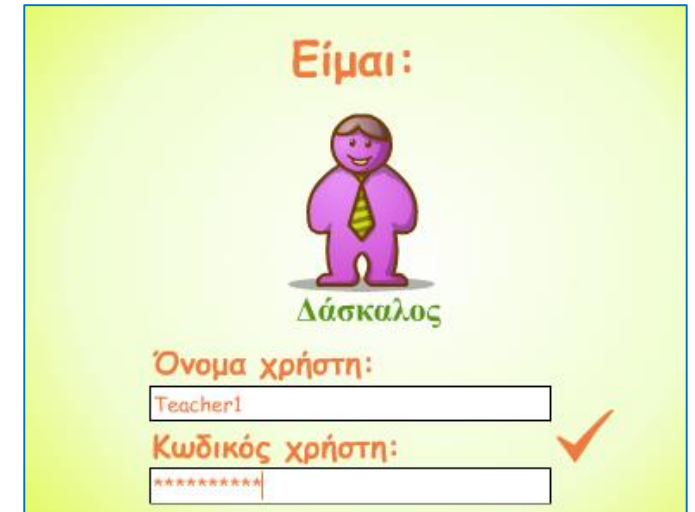 Είμαι:
Δάσκαλος
Όνομα χρήστη:
Teacher1
Κωδικός χρήστη:
**********